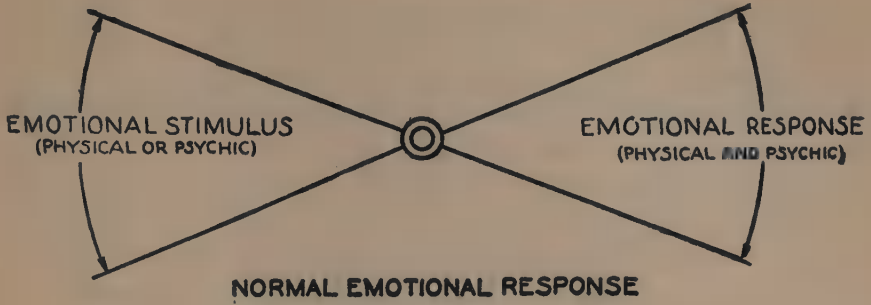 EMOTIONAL STIMULUS
(PHYSICAL OR PSYCHIC)
EMOTIONAL RESPONSE
(PHYSICAL AND PSYCHIC)
NORMAL EMOTIONAL RESPONSE